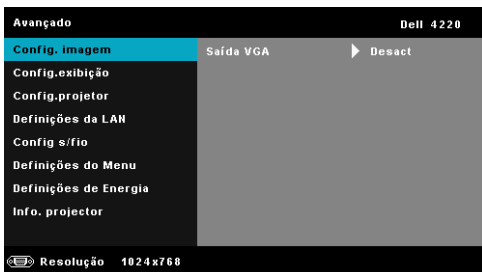 Avançado Dell 4220
Config. imagem Saída VGA Desact
Config.exibição
Config.projetor
Definições da LAN
Config s/fio
Definições do Menu
Definições de Energia
Info. projector
Resolução 1024x768